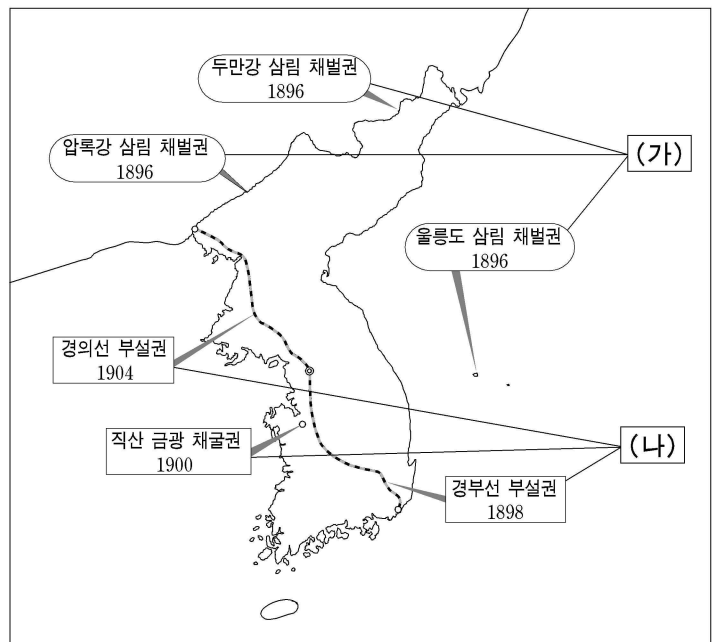 두만강 삼림 채벌권
1896
압록강 삼림 채벌권
1896
(가)
울릉도 삼림 채벌권
1896
경의선 부설권
1904
직산 금광 채굴권
1900
(나)
경부선 부설권
1898